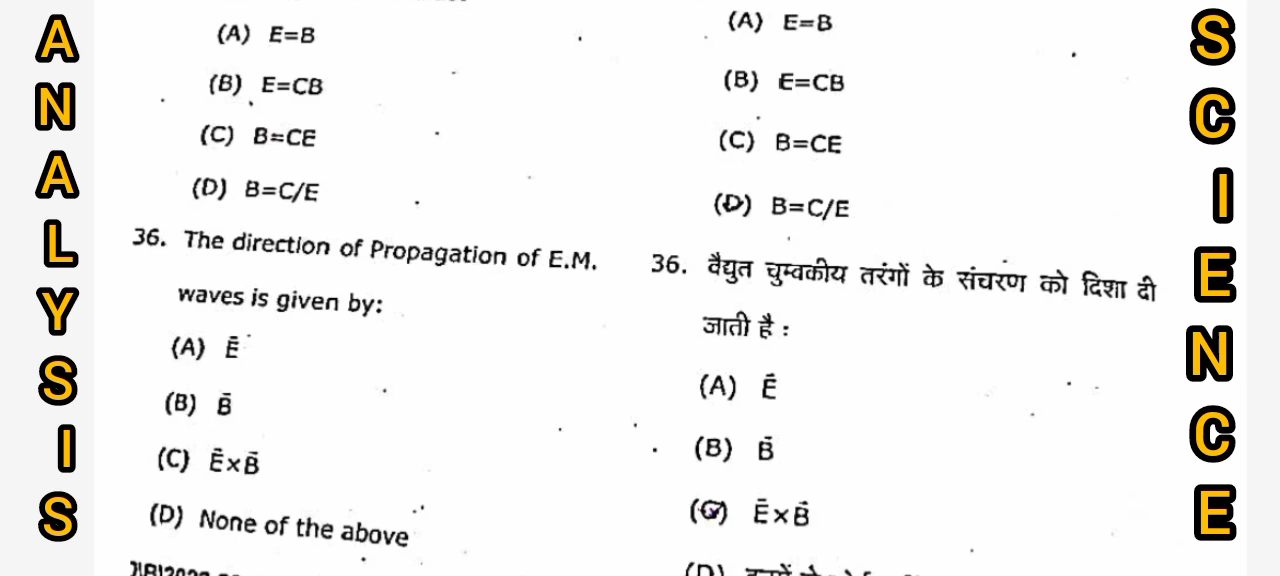 ANALYSIS
(A) E=B
(B) E=CB
(C) B=CE
(D) B=C/E
36. The direction of Propagation of E.M.
waves is given by:
(A) Ē
(B) B̄
(C) Ē×B̄
(D) None of the above
(A) E=B
(B) E=CB
(C) B=CE
(D) B=C/E
36. वैद्युत चुम्वकीय तरंगों के संचरण को दिशा दी
जाती है :
(A) Ē
(B) B̄
(C) Ē×B̄
(D)
SCIENCE